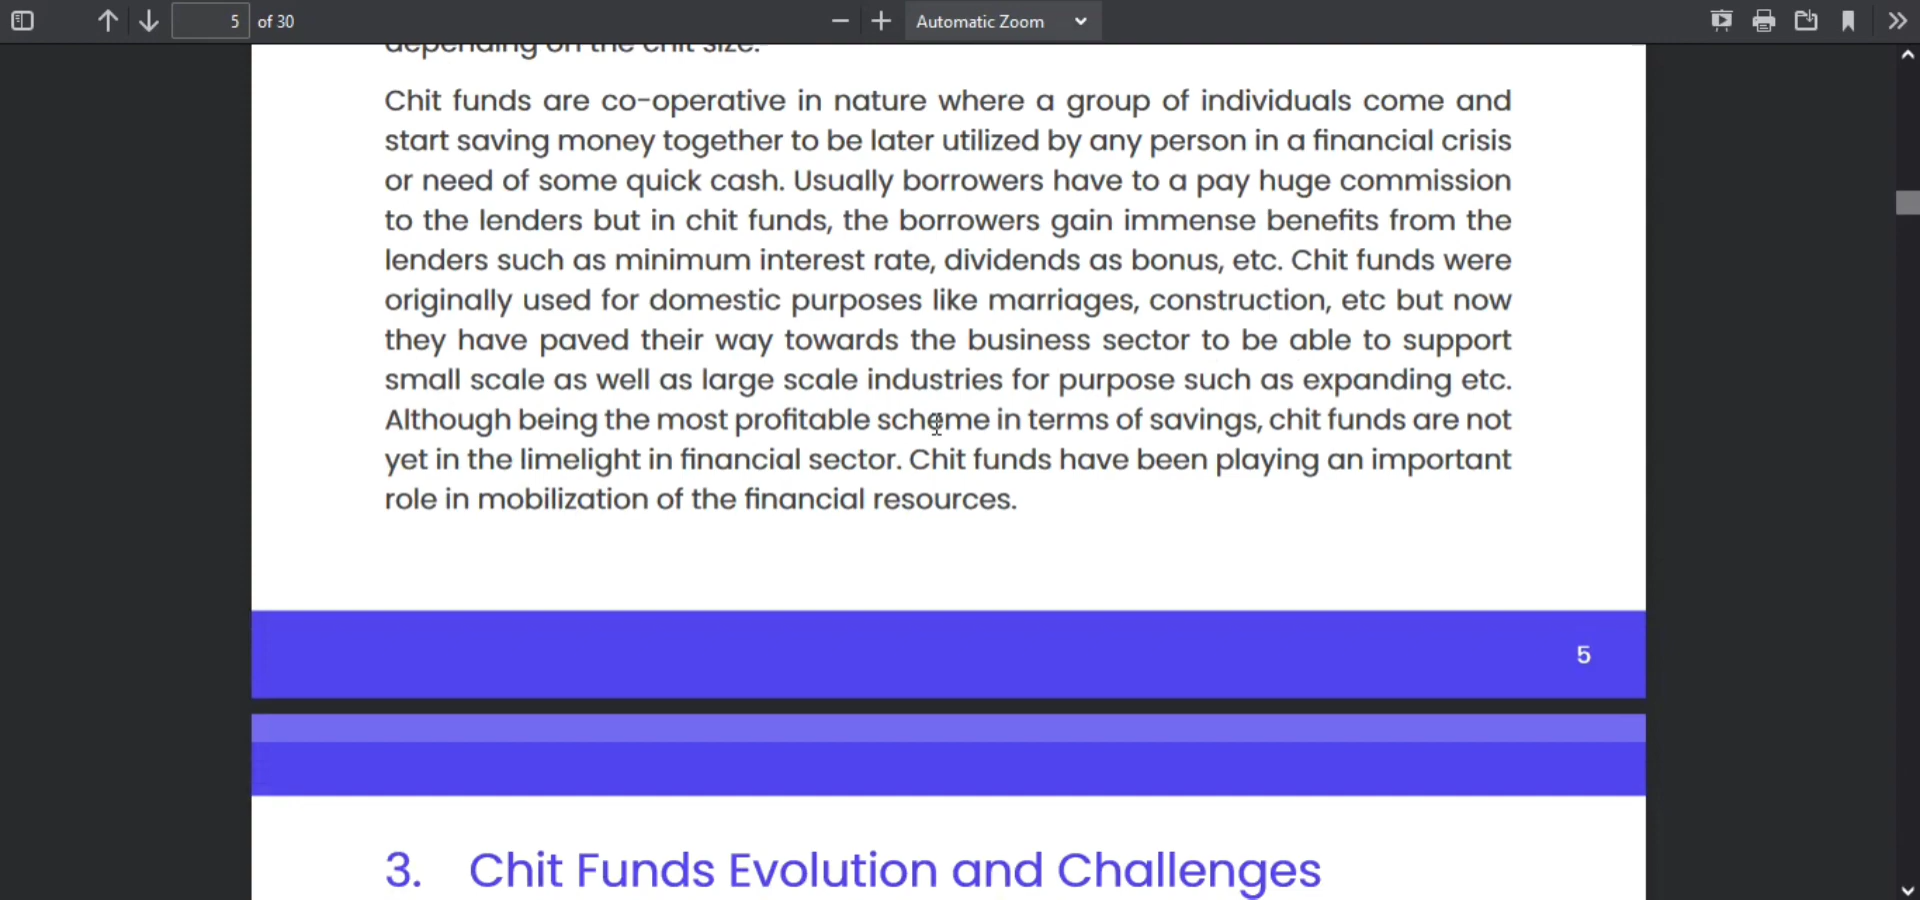 5 of 30
Automatic Zoom
depending on the chit size.
Chit funds are co-operative in nature where a group of individuals come and
start saving money together to be later utilized by any person in a financial crisis
or need of some quick cash. Usually borrowers have to a pay huge commission
to the lenders but in chit funds, the borrowers gain immense benefits from the
lenders such as minimum interest rate, dividends as bonus, etc. Chit funds were
originally used for domestic purposes like marriages, construction, etc but now
they have paved their way towards the business sector to be able to support
small scale as well as large scale industries for purpose such as expanding etc.
Although being the most profitable scheme in terms of savings, chit funds are not
yet in the limelight in financial sector. Chit funds have been playing an important
role in mobilization of the financial resources.
5
3. Chit Funds Evolution and Challenges